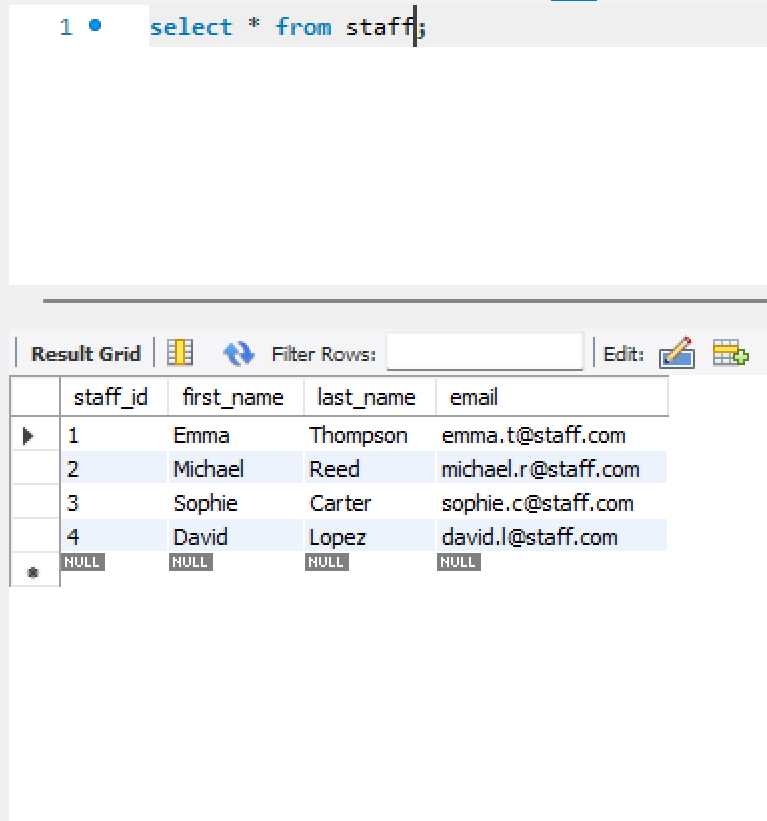 1 select * from staff;
Result Grid Filter Rows: Edit:
staff_id first_name last_name email
1 Emma Thompson emma.t@staff.com
2 Michael Reed michael.r@staff.com
3 Sophie Carter sophie.c@staff.com
4 David Lopez david.l@staff.com
NULL NULL NULL NULL